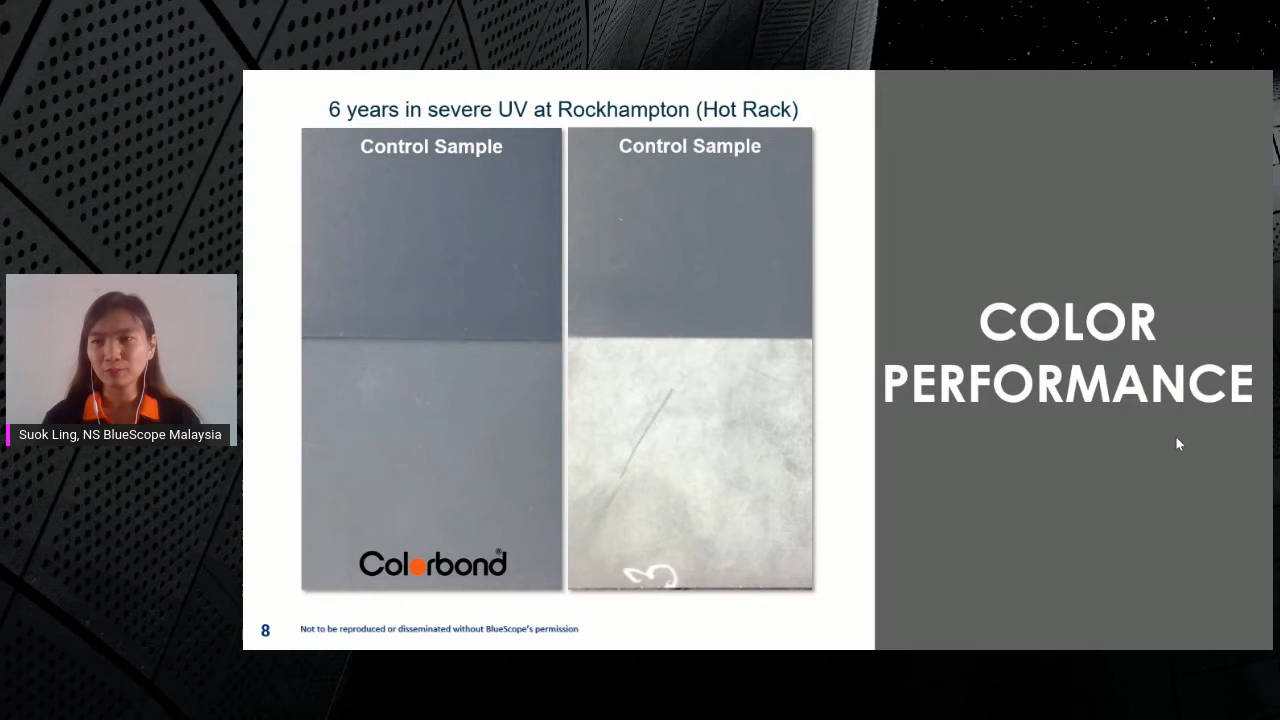 6 years in severe UV at Rockhampton (Hot Rack)
Control Sample
Control Sample
COLOR
PERFORMANCE
Suok Ling, NS BlueScope Malaysia
Colorbond®
3
8
Not to be reproduced or disseminated without BlueScope's permission